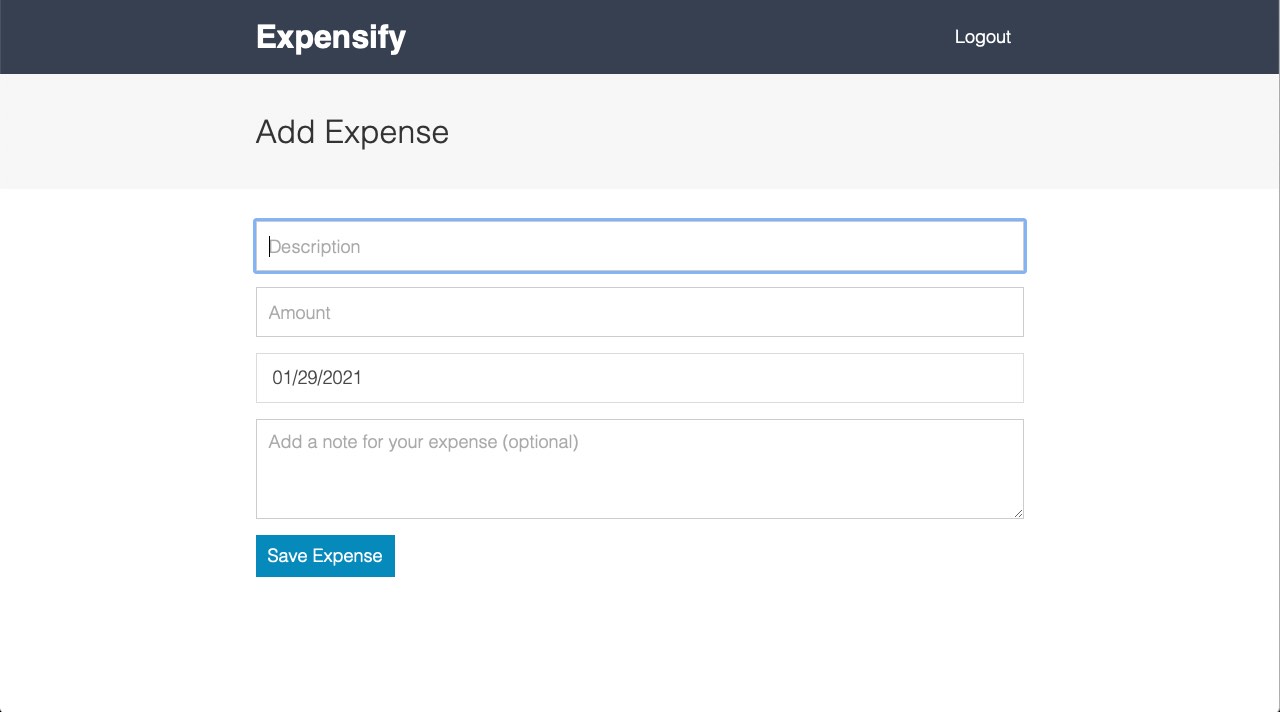 Expensify
Logout
Add Expense
Description
Amount
01/29/2021
Add a note for your expense (optional)
Save Expense